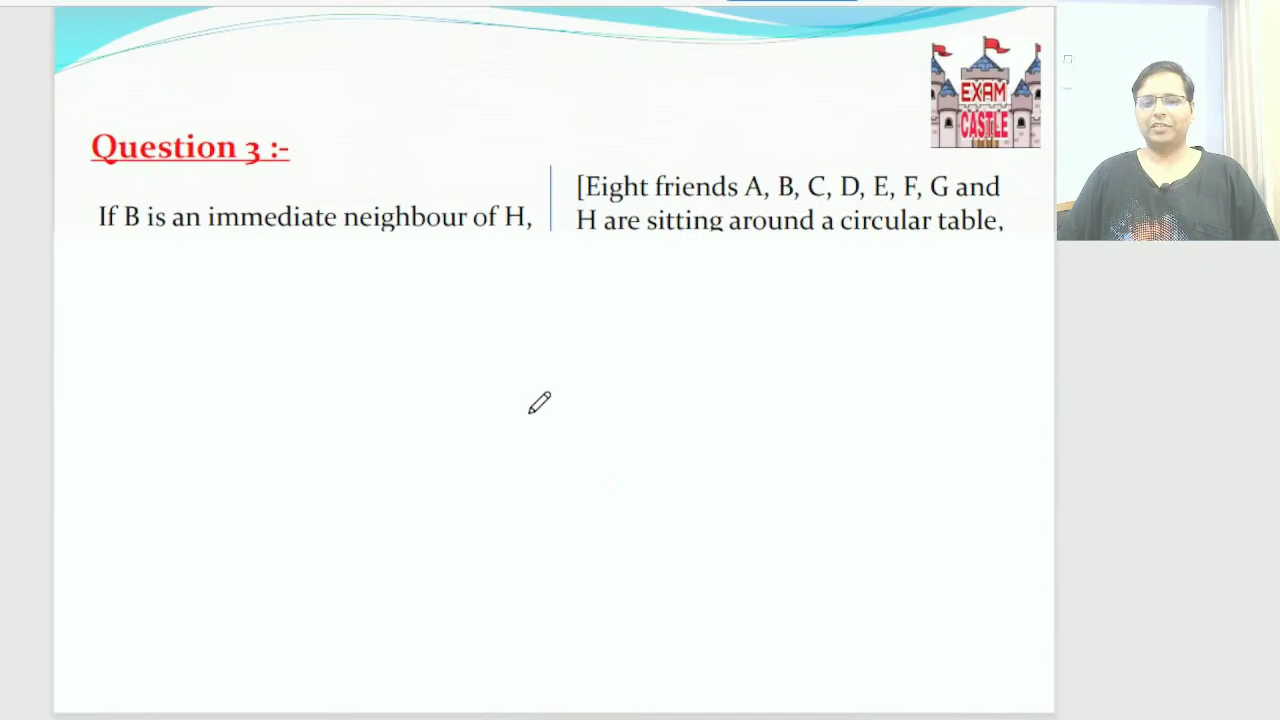 EXAM
CASTLE
Question 3 :-
If B is an immediate neighbour of H,
[Eight friends A, B, C, D, E, F, G and
H are sitting around a circular table,